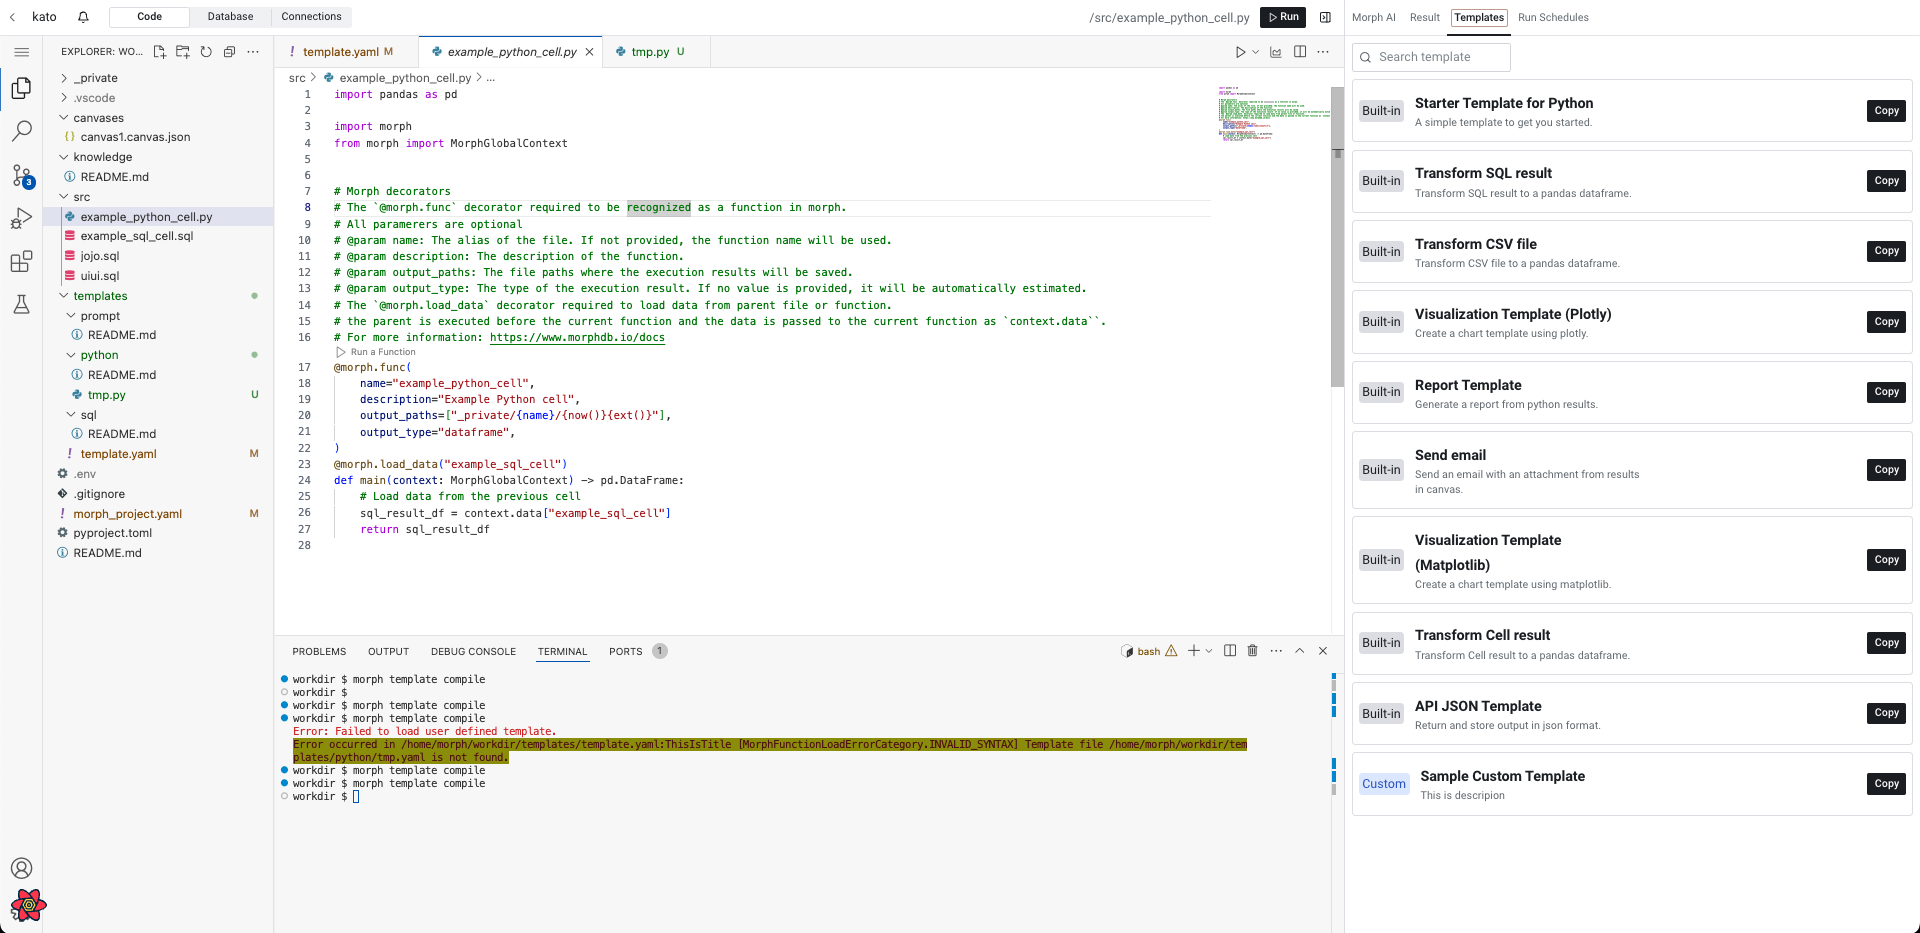 kato
Code
Database
Connections
/src/example_python_cell.py
Run
Morph AI
Result
Templates
Run Schedules
EXPLORER: WO...
_private
.vscode
canvases
canvas1.canvas.json
knowledge
README.md
src
example_python_cell.py
example_sql_cell.sql
jojo.sql
uiui.sql
templates
prompt
README.md
python
README.md
tmp.py U
sql
README.md
template.yaml M
.env
.gitignore
morph_project.yaml M
pyproject.toml
README.md
3
template.yaml M
example_python_cell.py
tmp.py U
src > example_python_cell.py > ...
1 import pandas as pd
2
3 import morph
4 from morph import MorphGlobalContext
5
6
7 # Morph decorators
8 # The `@morph.func` decorator required to be recognized as a function in morph.
9 # All paramerers are optional
10 # @param name: The alias of the file. If not provided, the function name will be used.
11 # @param description: The description of the function.
12 # @param output_paths: The file paths where the execution results will be saved.
13 # @param output_type: The type of the execution result. If no value is provided, it will be automatically estimated.
14 # The `@morph.load_data` decorator required to load data from parent file or function.
15 # the parent is executed before the current function and the data is passed to the current function as `context.data``.
16 # For more information: https://www.morphdb.io/docs
Run a Function
17 @morph.func(
18 name="example_python_cell",
19 description="Example Python cell",
20 output_paths=["_private/{name}/{now()}{ext()}"],
21 output_type="dataframe",
22 )
23 @morph.load_data("example_sql_cell")
24 def main(context: MorphGlobalContext) -> pd.DataFrame:
25 # Load data from the previous cell
26 sql_result_df = context.data["example_sql_cell"]
27 return sql_result_df
28
PROBLEMS
OUTPUT
DEBUG CONSOLE
TERMINAL
PORTS 1
bash
workdir $ morph template compile
workdir $
workdir $ morph template compile
workdir $ morph template compile
Error: Failed to load user defined template.
Error occurred in /home/morph/workdir/templates/template.yaml:ThisIsTitle [MorphFunctionLoadErrorCategory.INVALID_SYNTAX] Template file /home/morph/workdir/tem
plates/python/tmp.yaml is not found.
workdir $ morph template compile
workdir $ morph template compile
workdir $
Search template
Built-in
Starter Template for Python
A simple template to get you started.
Copy
Built-in
Transform SQL result
Transform SQL result to a pandas dataframe.
Copy
Built-in
Transform CSV file
Transform CSV file to a pandas dataframe.
Copy
Built-in
Visualization Template (Plotly)
Create a chart template using plotly.
Copy
Built-in
Report Template
Generate a report from python results.
Copy
Built-in
Send email
Send an email with an attachment from results
in canvas.
Copy
Built-in
Visualization Template
(Matplotlib)
Create a chart template using matplotlib.
Copy
Built-in
Transform Cell result
Transform Cell result to a pandas dataframe.
Copy
Built-in
API JSON Template
Return and store output in json format.
Copy
Custom
Sample Custom Template
This is descripion
Copy